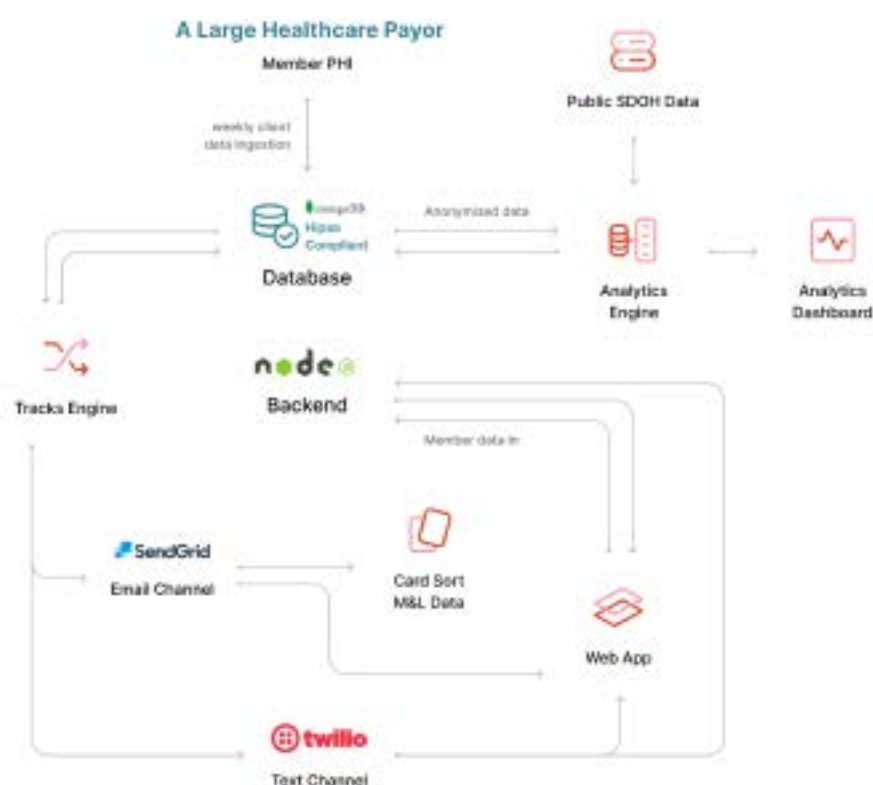 A Large Healthcare Payor
Member PHI
Public SDOH Data
weekly client
data ingestion
mongoDB
Hipaa
Compliant
Anonymized data
Database
Analytics
Engine
Analytics
Dashboard
node
Backend
Tracks Engine
Member data in
SendGrid
Email Channel
Card Sort
M&L Data
Web App
twilio
Text Channel